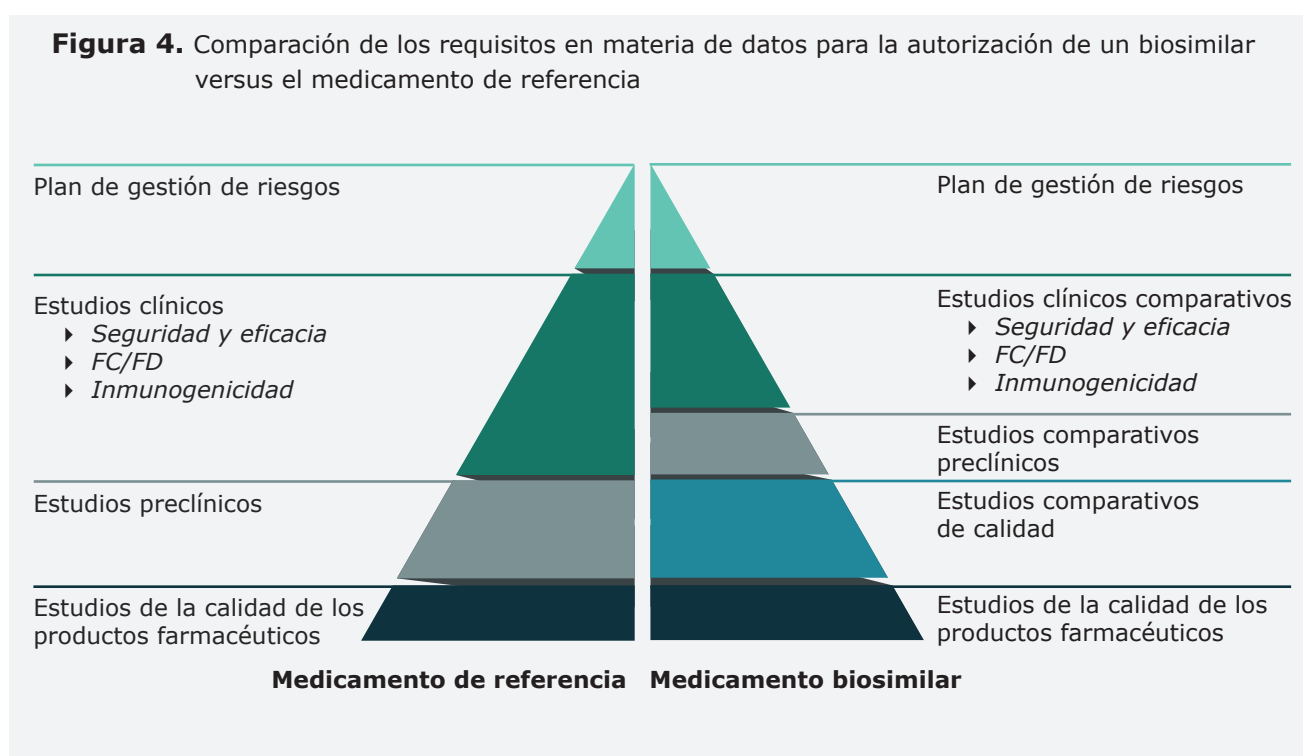 Figura 4. Comparación de los requisitos en materia de datos para la autorización de un biosimilar
versus el medicamento de referencia
Plan de gestión de riesgos
Estudios clínicos
Seguridad y eficacia
FC/FD
Inmunogenicidad
Estudios preclínicos
Estudios de la calidad de los
productos farmacéuticos
Medicamento de referencia
Plan de gestión de riesgos
Estudios clínicos comparativos
Seguridad y eficacia
FC/FD
Inmunogenicidad
Estudios comparativos
preclínicos
Estudios comparativos
de calidad
Estudios de la calidad de los
productos farmacéuticos
Medicamento biosimilar